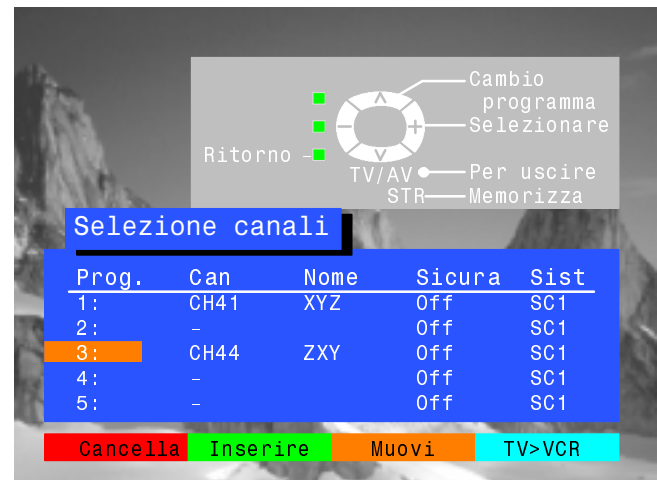 Cambio
programma
Selezionare
Ritorno –
TV/AV Per uscire
STR Memorizza
Selezione canali
Prog. Can Nome Sicura Sist
1: CH41 XYZ Off SC1
2: – Off SC1
3: CH44 ZXY Off SC1
4: – Off SC1
5: – Off SC1
Cancella Inserire Muovi TV>VCR